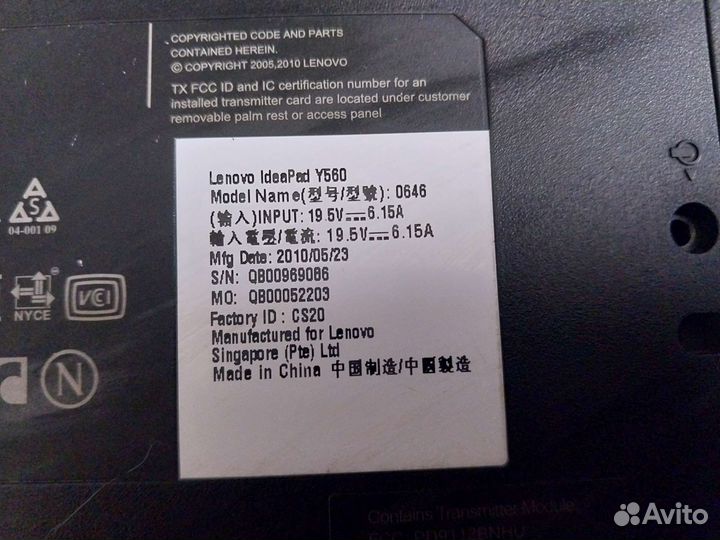 COPYRIGHTED CODE AND PARTS
CONTAINED HEREIN.
© COPYRIGHT 2005,2010 LENOVO
TX FCC ID and IC certification number for an
installed transmitter card are located under customer
removable palm rest or access panel
Lenovo IdeaPad Y560
Model Name(型号/型號): 0646
(输入)INPUT: 19.5V⎓6.15A
輸入電壓/電流: 19.5V⎓6.15A
Mfg Date: 2010/05/23
S/N: QB00969086
MO: QB00052203
Factory ID : CS20
Manufactured for Lenovo
Singapore (Pte) Ltd
Made in China 中国制造/中國製造
A S
04-001 09
NYCE
VCI
N
Contains Transmitter Module
Avito